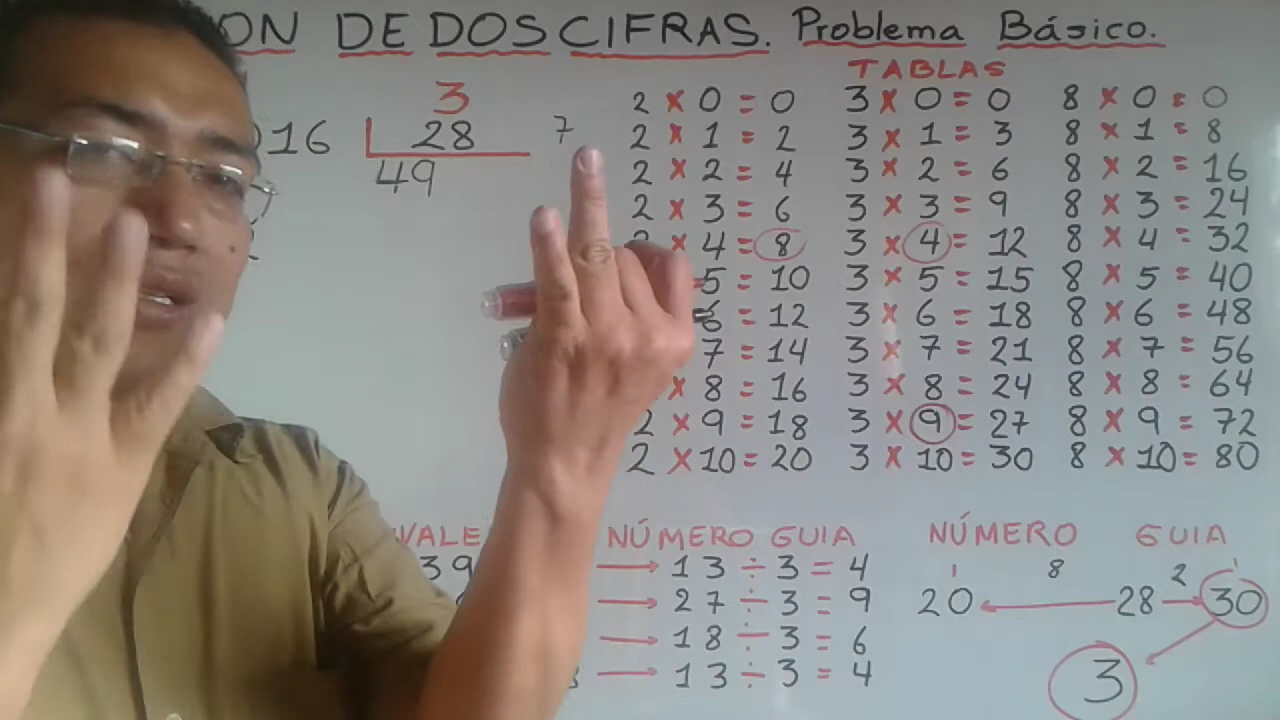 DE DOS CIFRAS. Problema Básico.
TABLAS
3
16 28 7
49
2 x 0 = 0 3 x 0 = 0 8 x 0 = 0
2 x 1 = 2 3 x 1 = 3 8 x 1 = 8
2 x 2 = 4 3 x 2 = 6 8 x 2 = 16
2 x 3 = 6 3 x 3 = 9 8 x 3 = 24
x 4 = 8 3 x 4 = 12 8 x 4 = 32
5 = 10 3 x 5 = 15 8 x 5 = 40
6 = 12 3 x 6 = 18 8 x 6 = 48
7 = 14 3 x 7 = 21 8 x 7 = 56
x 8 = 16 3 x 8 = 24 8 x 8 = 64
2 x 9 = 18 3 x 9 = 27 8 x 9 = 72
2 x 10 = 20 3 x 10 = 30 8 x 10 = 80
VALE NÚMERO GUIA
39 13 ÷ 3 = 4
27 ÷ 3 = 9
18 ÷ 3 = 6
13 ÷ 3 = 4
NÚMERO GUIA
8 2
20 28 30
3